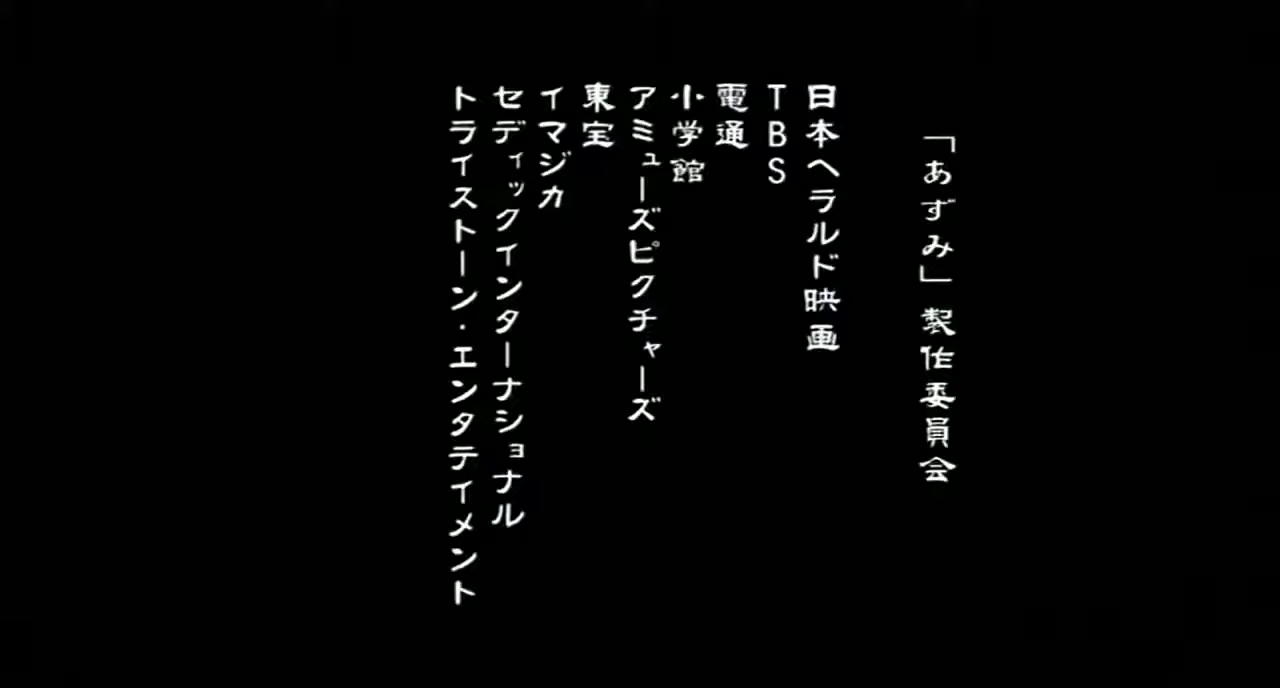 「あずみ」製作委員会
日本ヘラルド映画
TBS
電通
小学館
アミューズピクチャーズ
東宝
イマジカ
セディックインターナショナル
トライストーン・エンタテイメント